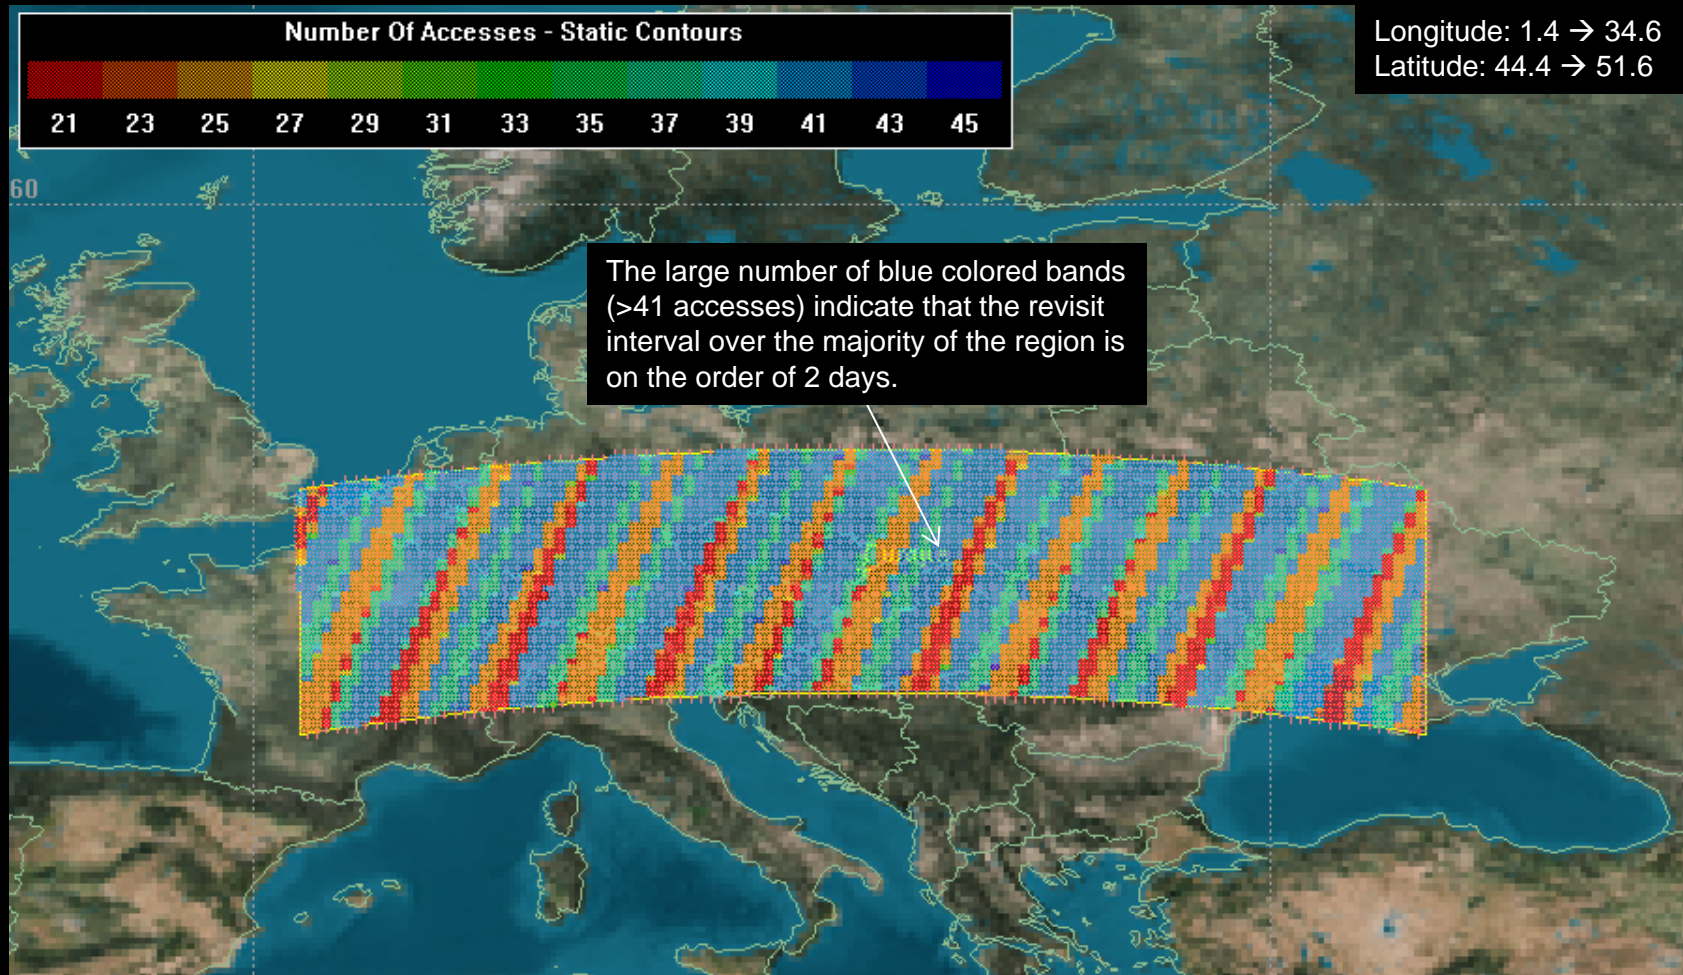 Number Of Accesses - Static Contours
21 23 25 27 29 31 33 35 37 39 41 43 45
Longitude: 1.4 → 34.6
Latitude: 44.4 → 51.6
60
The large number of blue colored bands
(>41 accesses) indicate that the revisit
interval over the majority of the region is
on the order of 2 days.